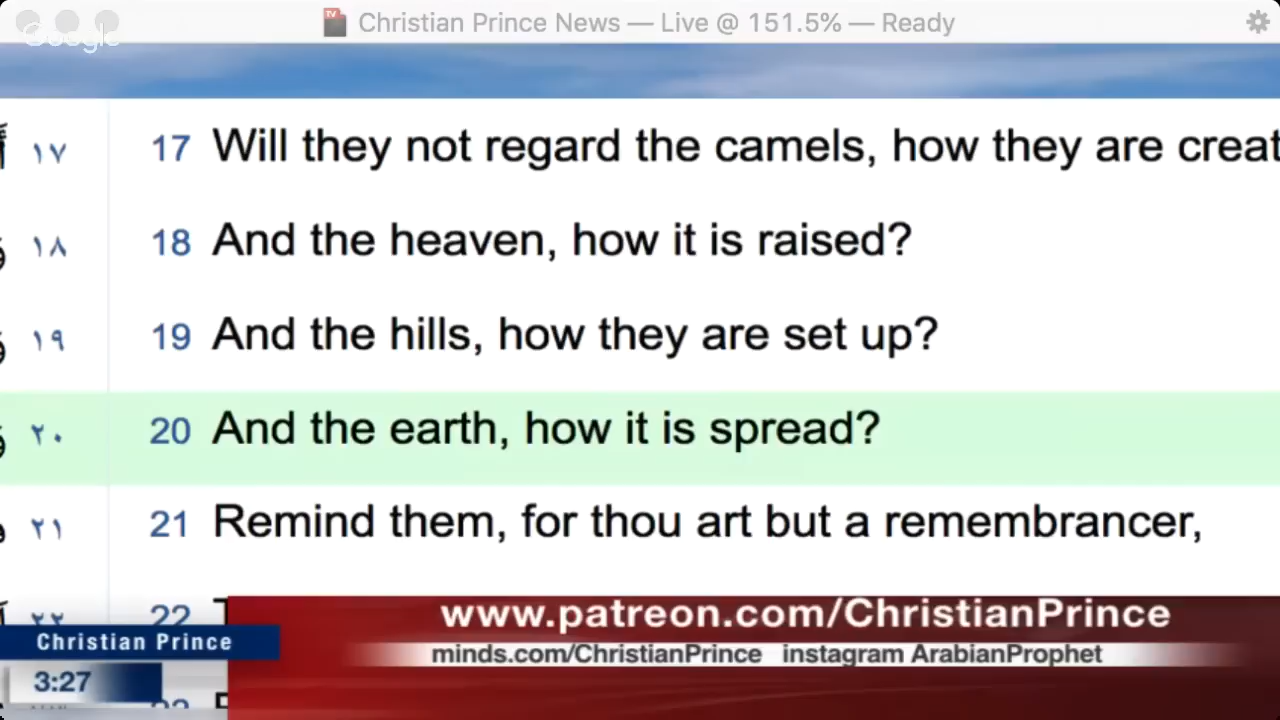 Christian Prince News — Live @ 151.5% — Ready
Google
١٧ 17 Will they not regard the camels, how they are creat
١٨ 18 And the heaven, how it is raised?
١٩ 19 And the hills, how they are set up?
٢٠ 20 And the earth, how it is spread?
٢١ 21 Remind them, for thou art but a remembrancer,
٢٢ 22
www.patreon.com/ChristianPrince
Christian Prince
minds.com/ChristianPrince instagram ArabianProphet
3:27